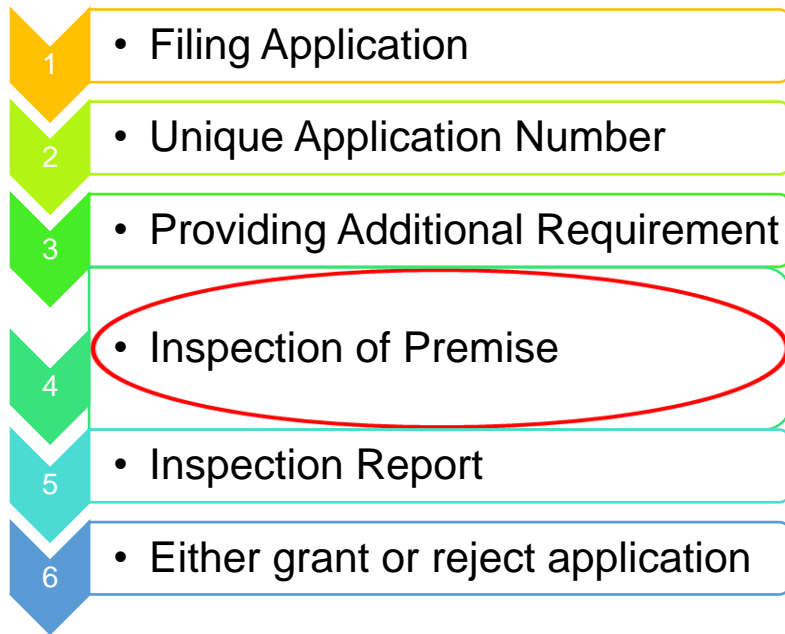 1 • Filing Application
2 • Unique Application Number
3 • Providing Additional Requirement
4 • Inspection of Premise
5 • Inspection Report
6 • Either grant or reject application